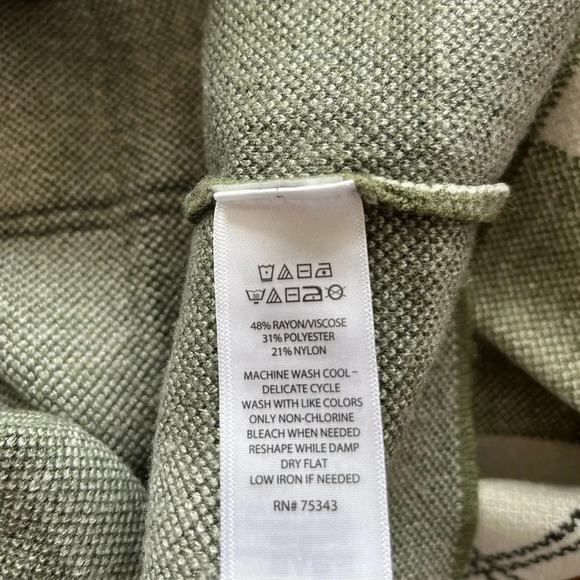 48% RAYON/VISCOSE
31% POLYESTER
21% NYLON
MACHINE WASH COOL –
DELICATE CYCLE
WASH WITH LIKE COLORS
ONLY NON-CHLORINE
BLEACH WHEN NEEDED
RESHAPE WHILE DAMP
DRY FLAT
LOW IRON IF NEEDED
RN# 75343